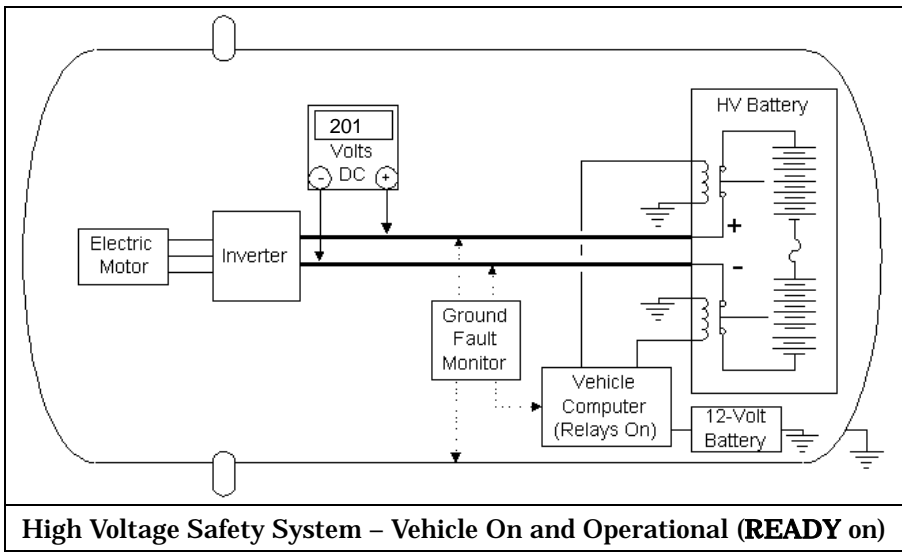 HV Battery
201
Volts
DC
-
+
+
-
Electric
Motor
Inverter
Ground
Fault
Monitor
Vehicle
Computer
(Relays On)
12-Volt
Battery
High Voltage Safety System – Vehicle On and Operational (READY on)